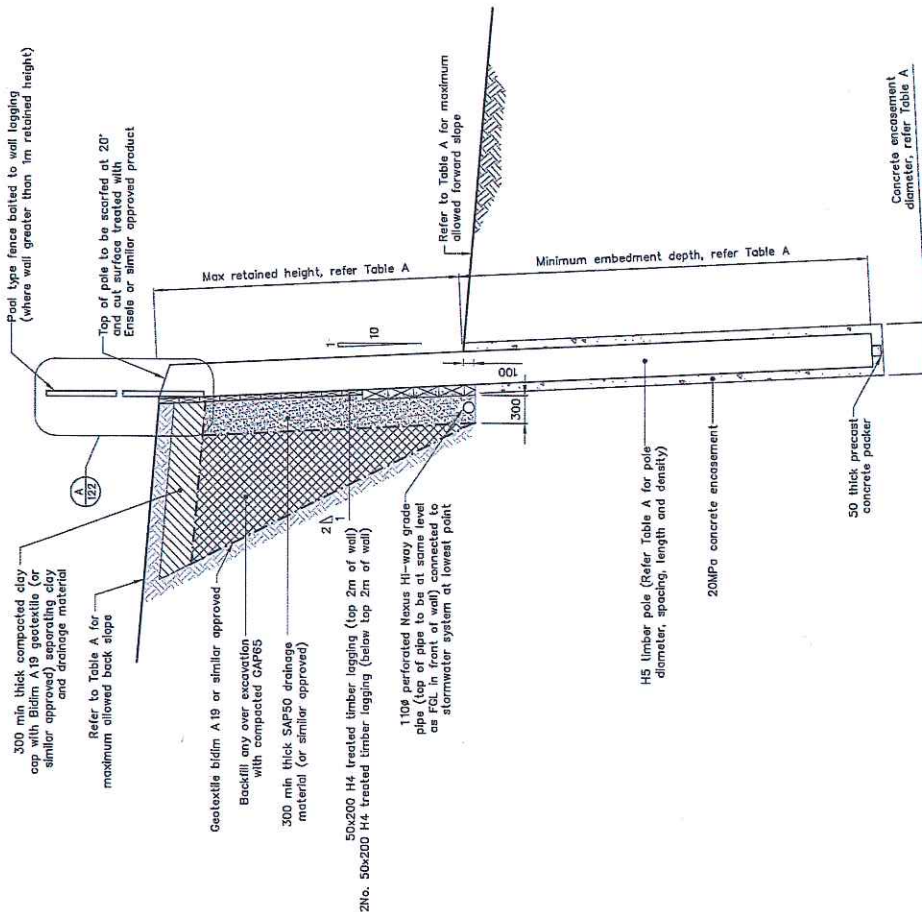 Pool type fence bolted to wall lagging
(where wall greater than 1m retained height)
Top of pole to be scarfed at 20°
and cut surface treated with
Ensele or similar approved product
A
122
300 min thick compacted clay
cap with Bidim A19 geotextile (or
similar approved) separating clay
and drainage material
Refer to Table A for
maximum allowed back slope
Geotextile bidim A19 or similar approved
Backfill any over excavation
with compacted GAP65
300 min thick SAP50 drainage
material (or similar approved)
50x200 H4 treated timber lagging (top 2m of wall)
2No. 50x200 H4 treated timber lagging (below top 2m of wall)
110ø perforated Nexus Hi-way grade
pipe (top of pipe to be at same level
as FGL in front of wall) connected to
stormwater system at lowest point
H5 timber pole (Refer Table A for pole
diameter, spacing, length and density)
20MPa concrete encasement
50 thick precast
concrete packer
Max retained height, refer Table A
Minimum embedment depth, refer Table A
Refer to Table A for maximum
allowed forward slope
1
10
2
1
100
300
Concrete encasement
diameter, refer Table A